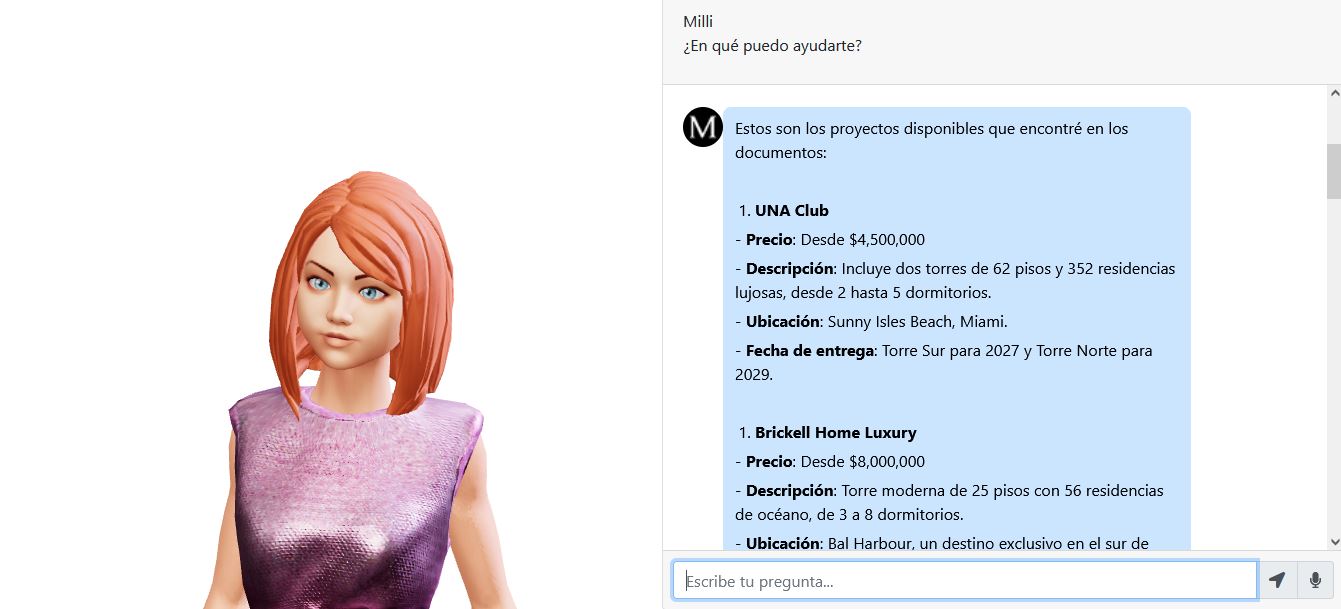 Milli
¿En qué puedo ayudarte?
M
Estos son los proyectos disponibles que encontré en los
documentos:
1. UNA Club
- Precio: Desde $4,500,000
- Descripción: Incluye dos torres de 62 pisos y 352 residencias
lujosas, desde 2 hasta 5 dormitorios.
- Ubicación: Sunny Isles Beach, Miami.
- Fecha de entrega: Torre Sur para 2027 y Torre Norte para
2029.
1. Brickell Home Luxury
- Precio: Desde $8,000,000
- Descripción: Torre moderna de 25 pisos con 56 residencias
de océano, de 3 a 8 dormitorios.
- Ubicación: Bal Harbour, un destino exclusivo en el sur de
Escribe tu pregunta...